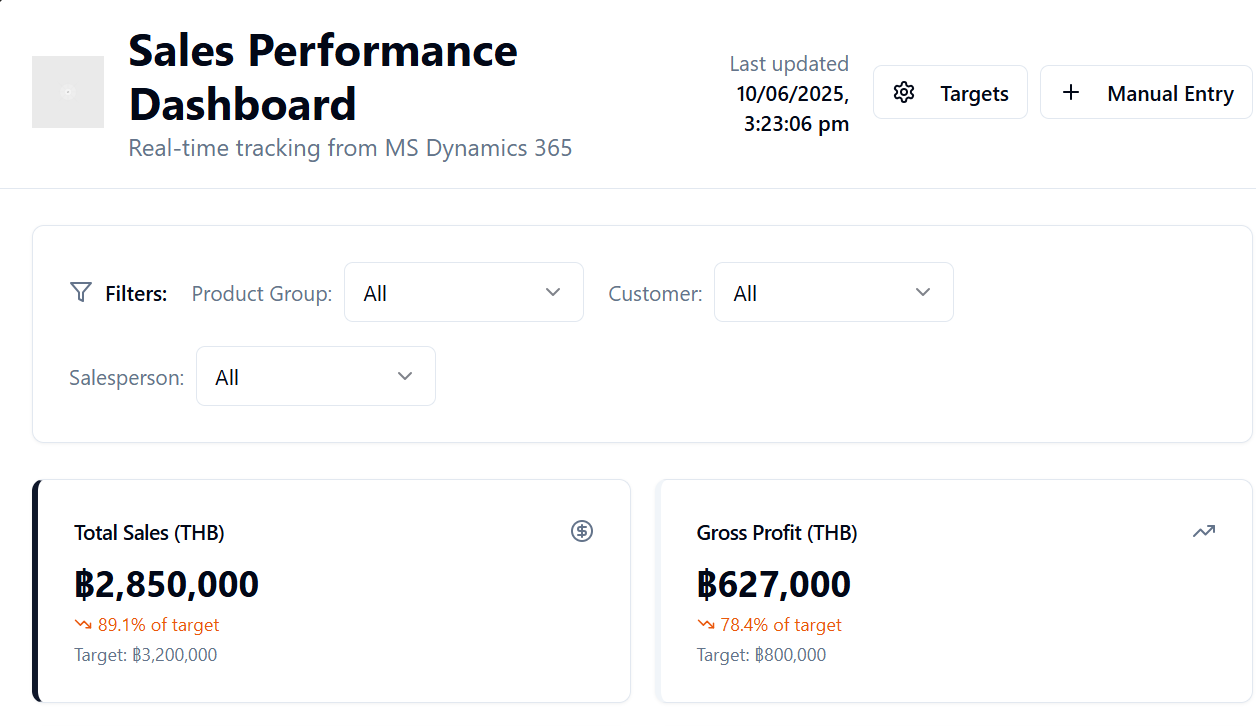 Sales Performance
Dashboard
Real-time tracking from MS Dynamics 365
Last updated
10/06/2025,
3:23:06 pm
Targets
Manual Entry
Filters:
Product Group:
All
Customer:
All
Salesperson:
All
Total Sales (THB)
฿2,850,000
89.1% of target
Target: ฿3,200,000
Gross Profit (THB)
฿627,000
78.4% of target
Target: ฿800,000